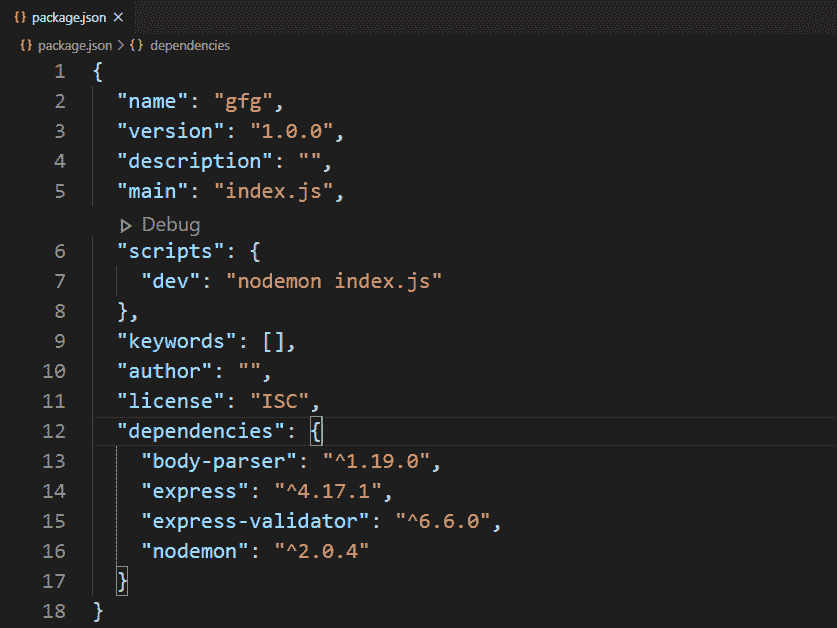 {} package.json ×
{} package.json > {} dependencies
1 {
2   "name": "gfg",
3   "version": "1.0.0",
4   "description": "",
5   "main": "index.js",
Debug
6   "scripts": {
7     "dev": "nodemon index.js"
8   },
9   "keywords": [],
10   "author": "",
11   "license": "ISC",
12   "dependencies": {
13     "body-parser": "^1.19.0",
14     "express": "^4.17.1",
15     "express-validator": "^6.6.0",
16     "nodemon": "^2.0.4"
17   }
18 }